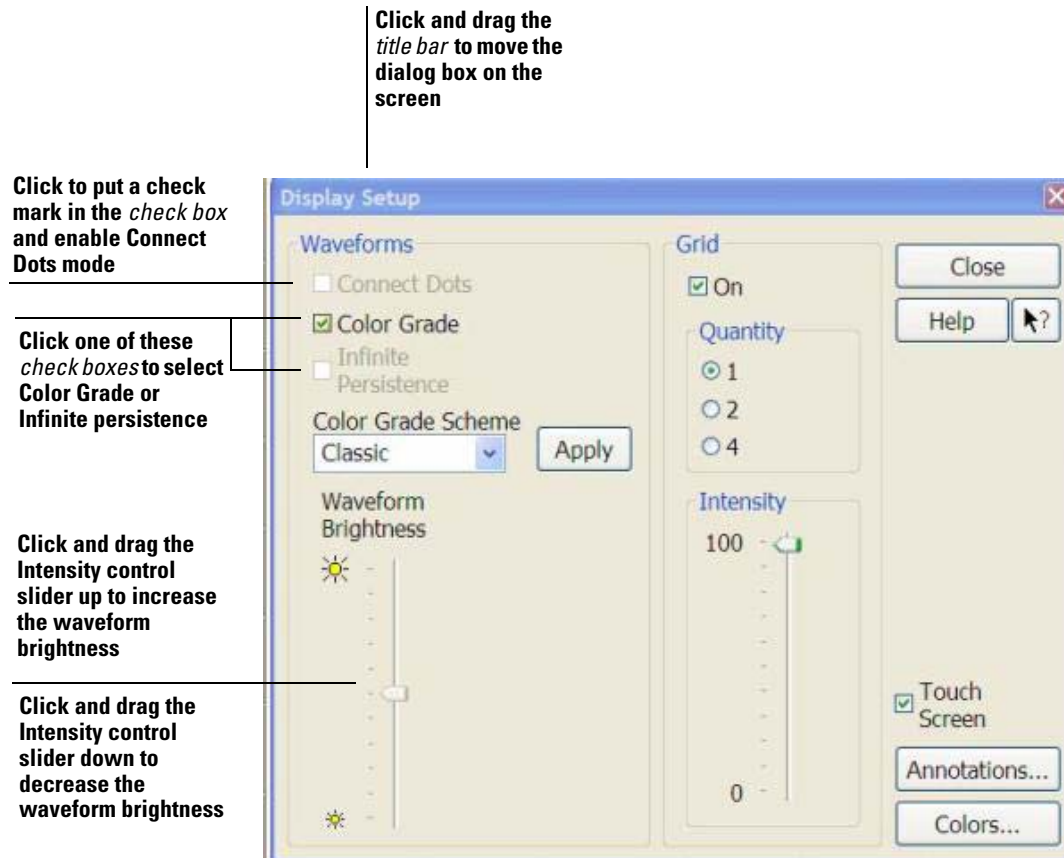 Click and drag the
title bar to move the
dialog box on the
screen
Click to put a check
mark in the check box
and enable Connect
Dots mode
Click one of these
check boxes to select
Color Grade or
Infinite persistence
Click and drag the
Intensity control
slider up to increase
the waveform
brightness
Click and drag the
Intensity control
slider down to
decrease the
waveform brightness
Display Setup
Waveforms
Connect Dots
Color Grade
Infinite
Persistence
Color Grade Scheme
Classic
Apply
Waveform
Brightness
Grid
On
Quantity
1
2
4
Intensity
100
0
Close
Help
?
Touch
Screen
Annotations...
Colors...